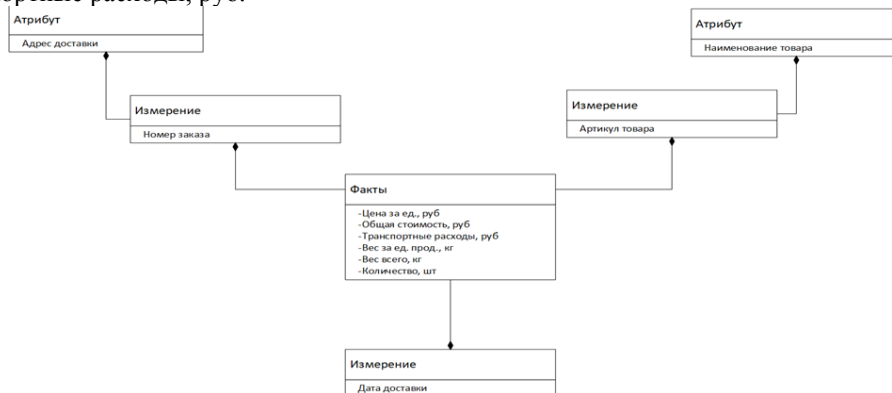 Атрибут
Адрес доставки
Атрибут
Наименование товара
Измерение
Номер заказа
Измерение
Артикул товара
Факты
-Цена за ед., руб
-Общая стоимость, руб
-Транспортные расходы, руб
-Вес за ед. прод., кг
-Вес всего, кг
-Количество, шт
Измерение
Дата доставки